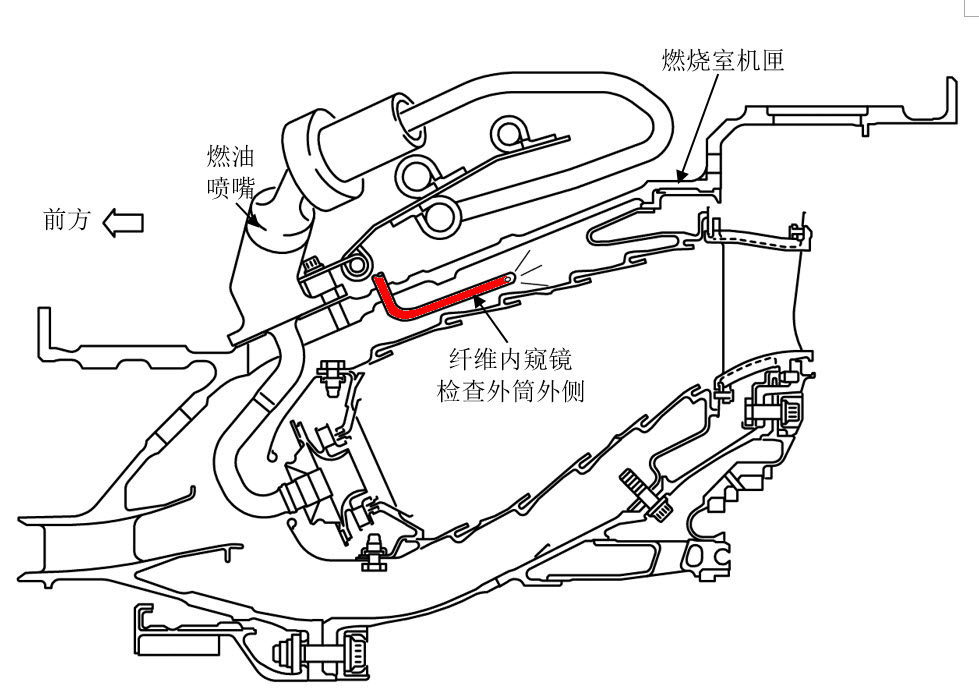 燃烧室机匣
燃油
喷嘴
前方
纤维内窥镜
检查外筒外侧